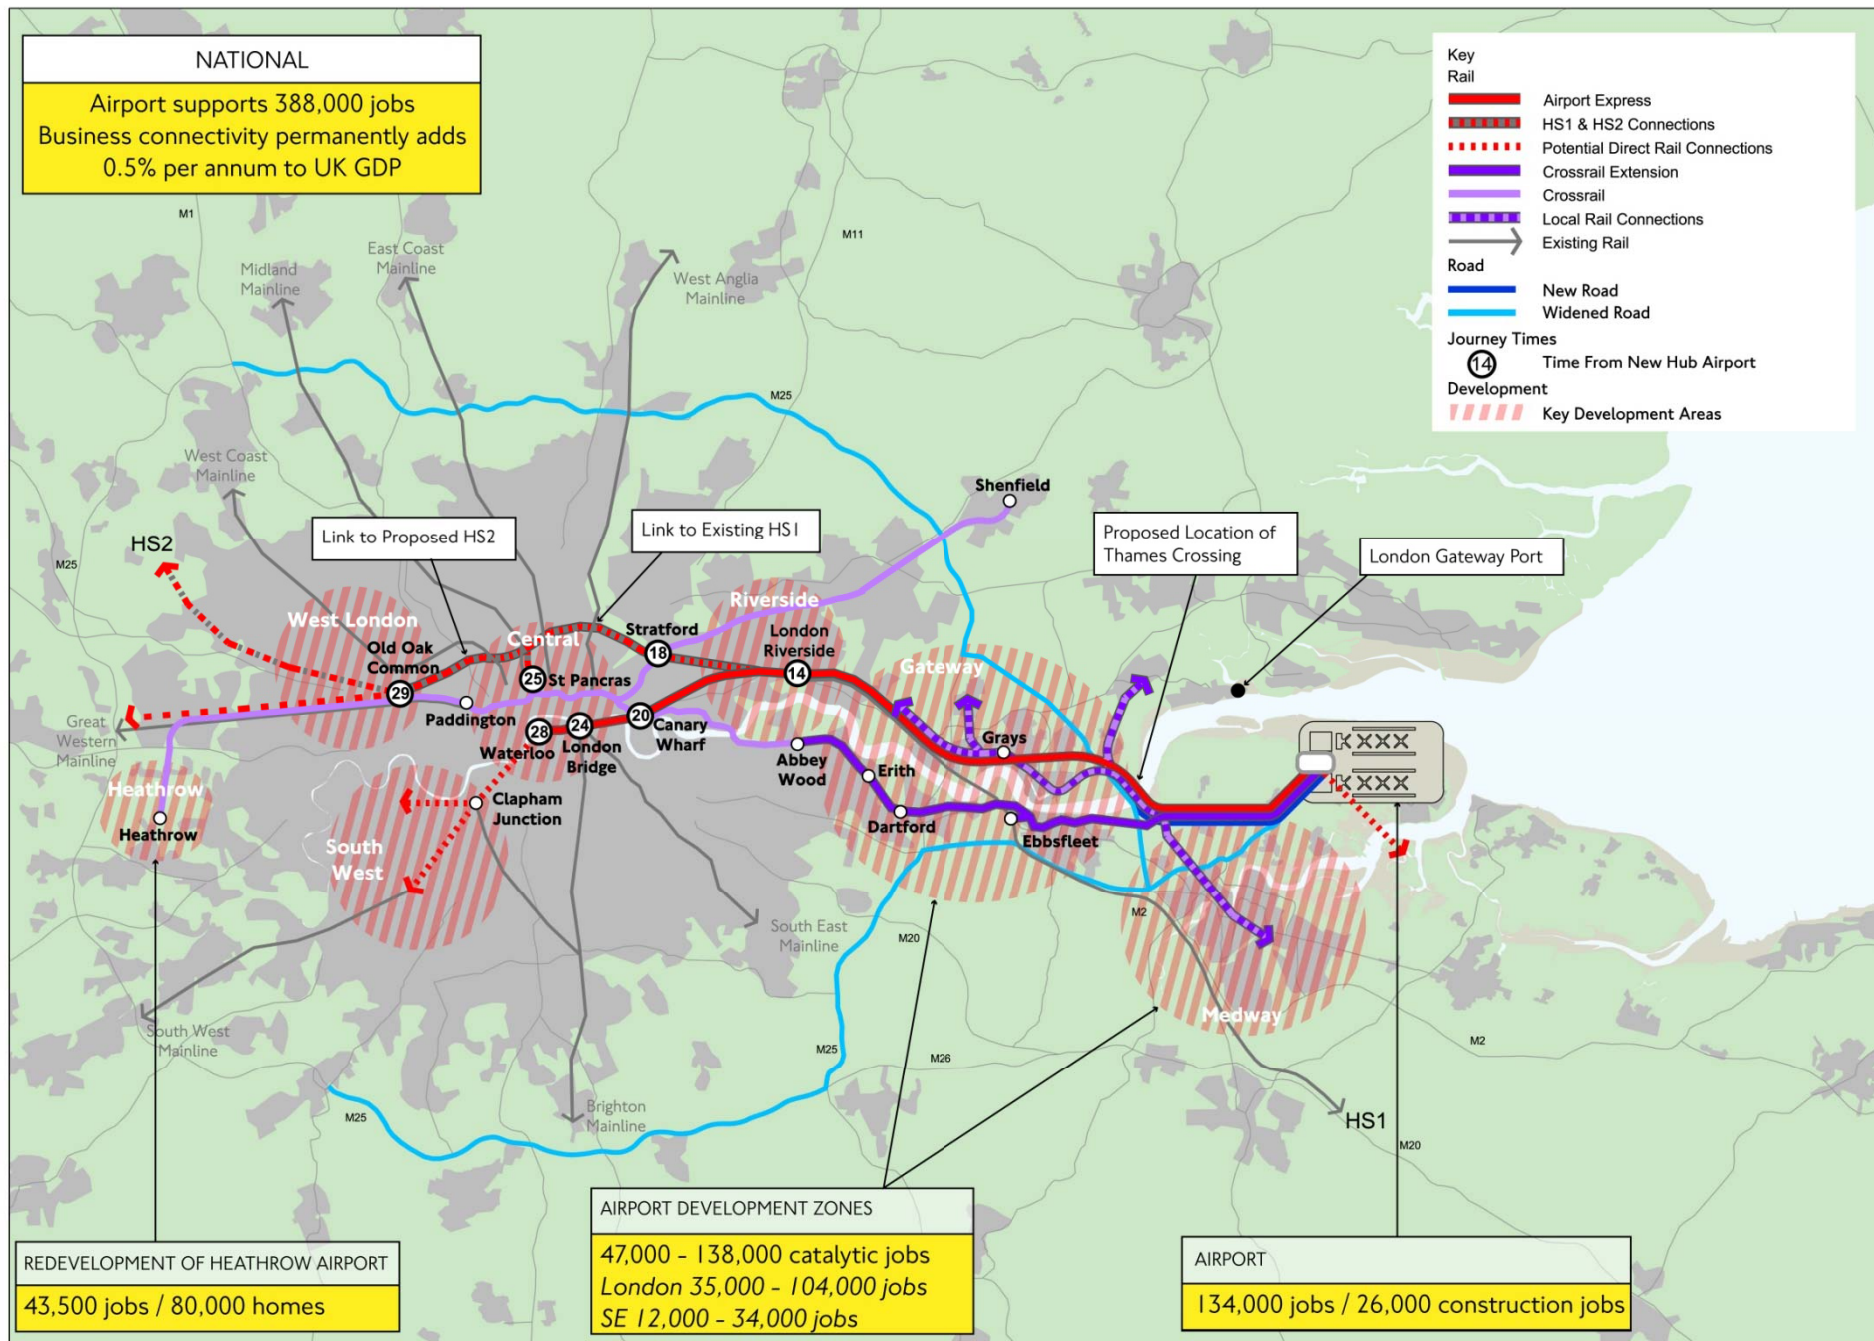 NATIONAL
Airport supports 388,000 jobs
Business connectivity permanently adds
0.5% per annum to UK GDP
Key
Rail
Airport Express
HS1 & HS2 Connections
Potential Direct Rail Connections
Crossrail Extension
Crossrail
Local Rail Connections
Existing Rail
Road
New Road
Widened Road
Journey Times
14
Time From New Hub Airport
Development
Key Development Areas
M1
M11
East Coast
Mainline
Midland
Mainline
West Anglia
Mainline
M25
West Coast
Mainline
Shenfield
HS2
M25
Link to Proposed HS2
Link to Existing HS1
Proposed Location of
Thames Crossing
London Gateway Port
West London
Central
Riverside
Gateway
Old Oak
Common
29
Stratford
18
London
Riverside
14
25
St Pancras
Paddington
Great
Western
Mainline
28
Waterloo
24
London
Bridge
20
Canary
Wharf
Abbey
Wood
Grays
Erith
Dartford
Ebbsfleet
Heathrow
Heathrow
Clapham
Junction
South
West
South East
Mainline
M20
M2
Medway
South West
Mainline
M25
M26
M2
M25
Brighton
Mainline
HS1
M20
REDEVELOPMENT OF HEATHROW AIRPORT
43,500 jobs / 80,000 homes
AIRPORT DEVELOPMENT ZONES
47,000 - 138,000 catalytic jobs
London 35,000 - 104,000 jobs
SE 12,000 - 34,000 jobs
AIRPORT
134,000 jobs / 26,000 construction jobs